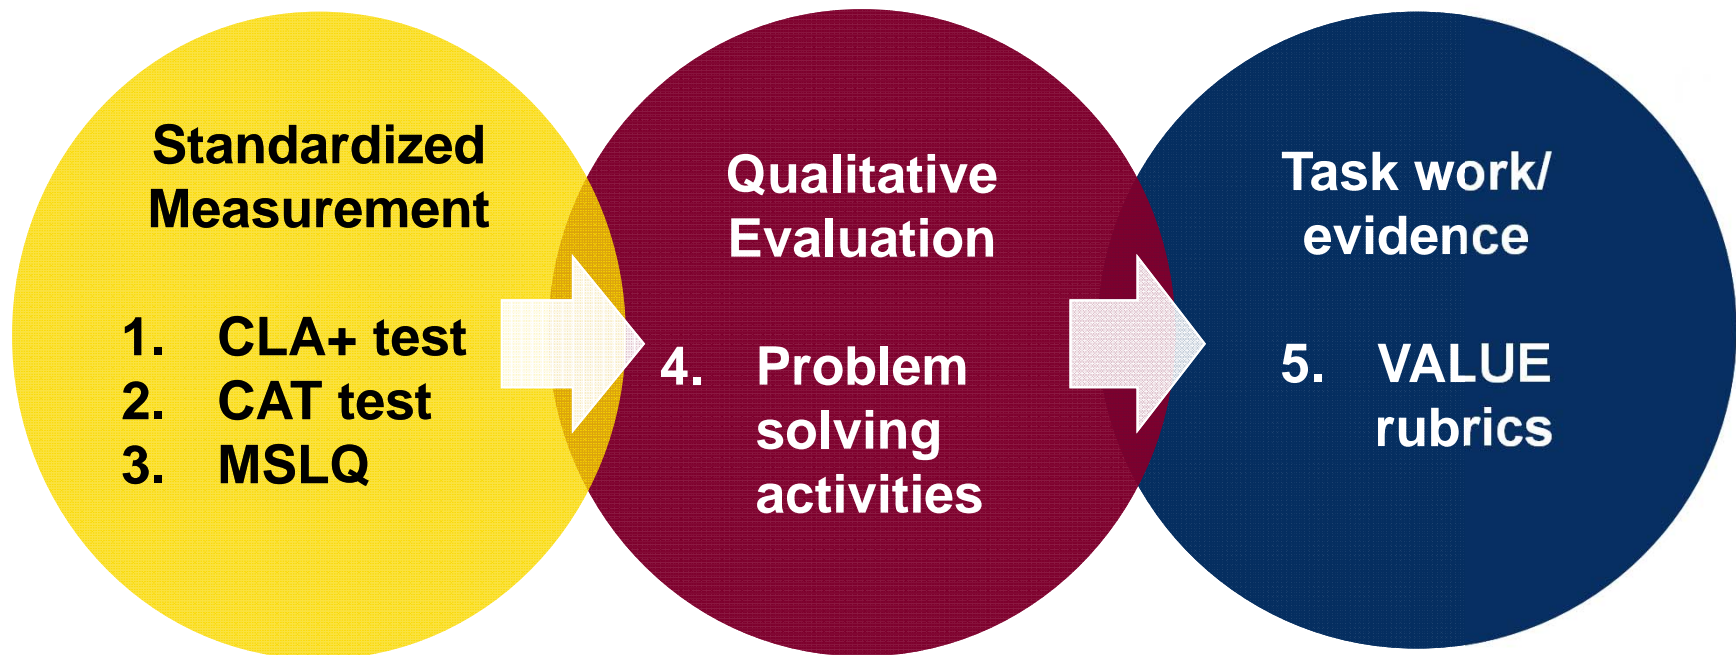 Standardized
Measurement
1. CLA+ test
2. CAT test
3. MSLQ
Qualitative
Evaluation
4. Problem
solving
activities
Task work/
evidence
5. VALUE
rubrics